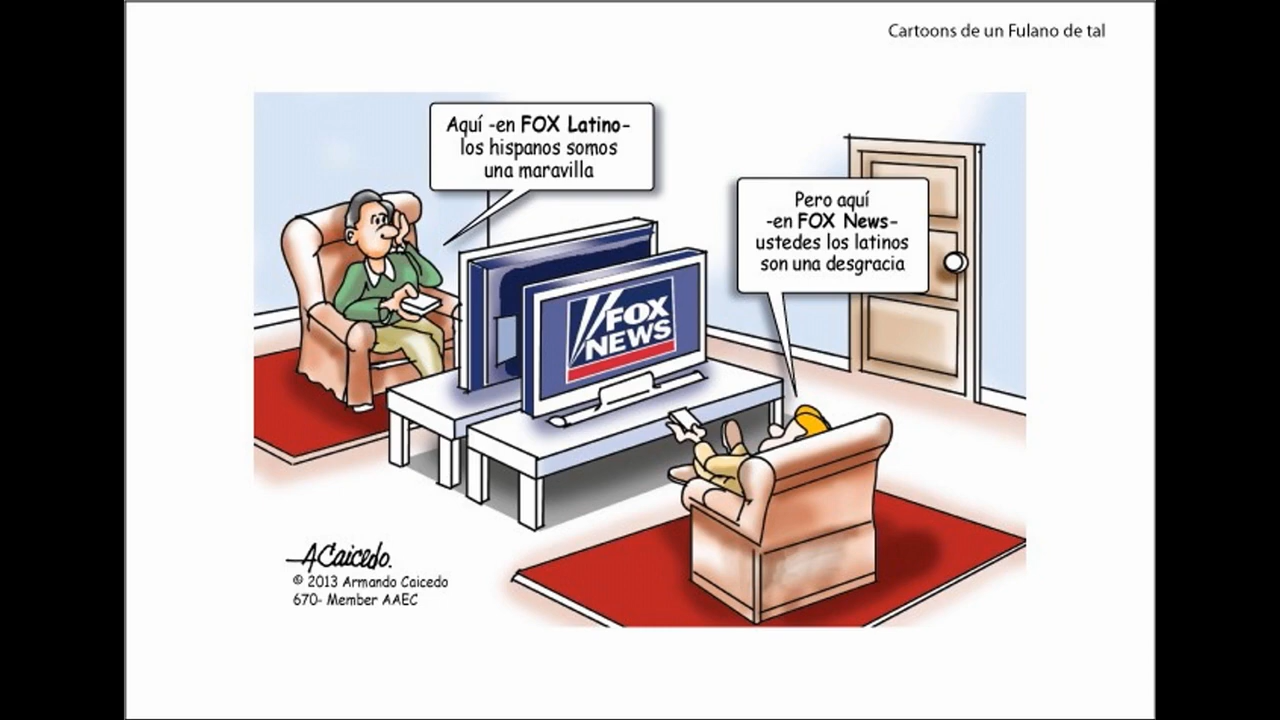 Cartoons de un Fulano de tal
Aquí -en FOX Latino-
los hispanos somos
una maravilla
Pero aquí
-en FOX News-
ustedes los latinos
son una desgracia
FOX
NEWS
ACaicedo.
© 2013 Armando Caicedo
670- Member AAEC